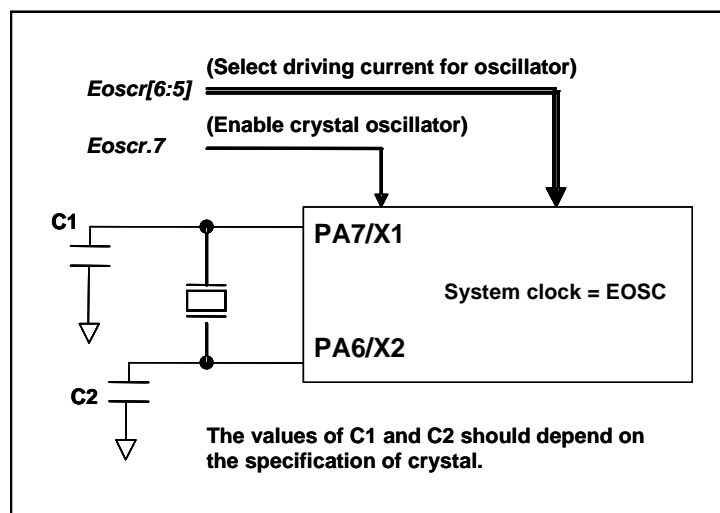 (Select driving current for oscillator)
Eoscr[6:5]
(Enable crystal oscillator)
Eoscr.7
C1
PA7/X1
System clock = EOSC
PA6/X2
C2
The values of C1 and C2 should depend on
the specification of crystal.